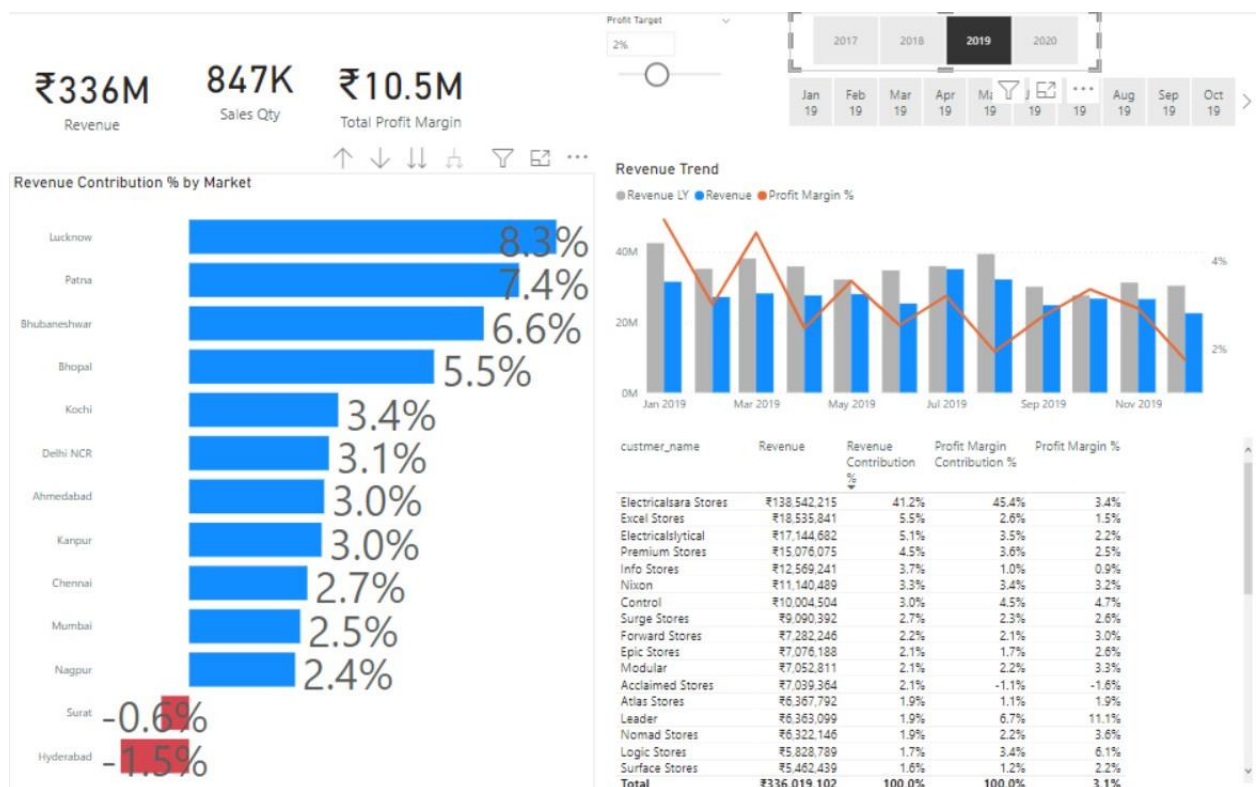 Profit Target
2%
2017 2018 2019 2020
₹336M
Revenue
847K
Sales Qty
₹10.5M
Total Profit Margin
Jan 19 Feb 19 Mar 19 Apr 19 19 19 Aug 19 Sep 19 Oct 19
Revenue Contribution % by Market
Lucknow 8.3%
Patna 7.4%
Bhubaneshwar 6.6%
Bhopal 5.5%
Kochi 3.4%
Delhi NCR 3.1%
Ahmedabad 3.0%
Kanpur 3.0%
Chennai 2.7%
Mumbai 2.5%
Nagpur 2.4%
Surat -0.6%
Hyderabad -1.5%
Revenue Trend
Revenue LY Revenue Profit Margin %
40M
20M
0M
4%
2%
Jan 2019 Mar 2019 May 2019 Jul 2019 Sep 2019 Nov 2019
custmer_name Revenue Revenue Contribution % Profit Margin Contribution % Profit Margin %
Electricalsara Stores ₹138,542,215 41.2% 45.4% 3.4%
Excel Stores ₹18,535,841 5.5% 2.6% 1.5%
Electricalslytical ₹17,144,682 5.1% 3.5% 2.2%
Premium Stores ₹15,076,075 4.5% 3.6% 2.5%
Info Stores ₹12,569,241 3.7% 1.0% 0.9%
Nixon ₹11,140,489 3.3% 3.4% 3.2%
Control ₹10,004,504 3.0% 4.5% 4.7%
Surge Stores ₹9,090,392 2.7% 2.3% 2.6%
Forward Stores ₹7,282,246 2.2% 2.1% 3.0%
Epic Stores ₹7,076,188 2.1% 1.7% 2.6%
Modular ₹7,052,811 2.1% 2.2% 3.3%
Acclaimed Stores ₹7,039,364 2.1% -1.1% -1.6%
Atlas Stores ₹6,367,792 1.9% 1.1% 1.9%
Leader ₹6,363,099 1.9% 6.7% 11.1%
Nomad Stores ₹6,322,146 1.9% 2.2% 3.6%
Logic Stores ₹5,828,789 1.7% 3.4% 6.1%
Surface Stores ₹5,462,439 1.6% 1.2% 2.2%
Total ₹336,019,102 100.0% 100.0% 3.1%